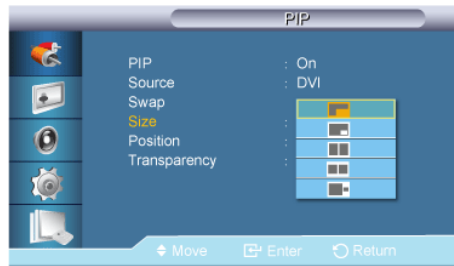 PIP
PIP : On
Source : DVI
Swap
Size :
Position :
Transparency :
Move Enter Return